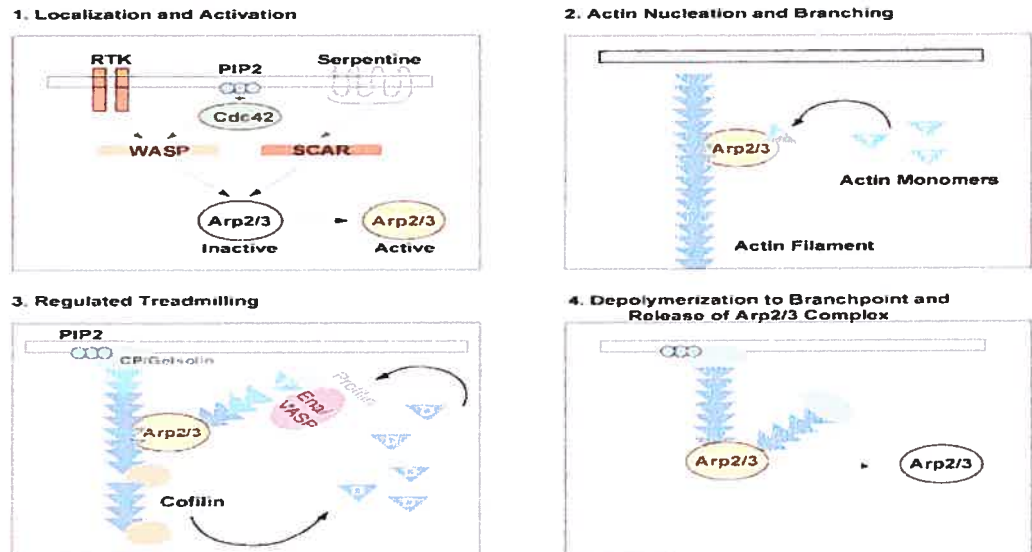 1. Localization and Activation
RTK
PIP2
Serpentine
Cdc42
WASP
SCAR
Arp2/3
Inactive
Arp2/3
Active
2. Actin Nucleation and Branching
Arp2/3
Actin Monomers
Actin Filament
3. Regulated Treadmilling
PIP2
CP/Gelsolin
Profilin
Ena/
VASP
Arp2/3
Cofilin
4. Depolymerization to Branchpoint and
Release of Arp2/3 Complex
Arp2/3
Arp2/3